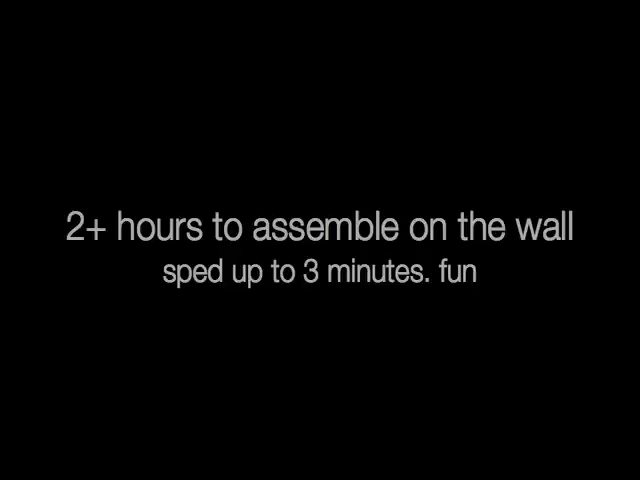 2+ hours to assemble on the wall
sped up to 3 minutes. fun